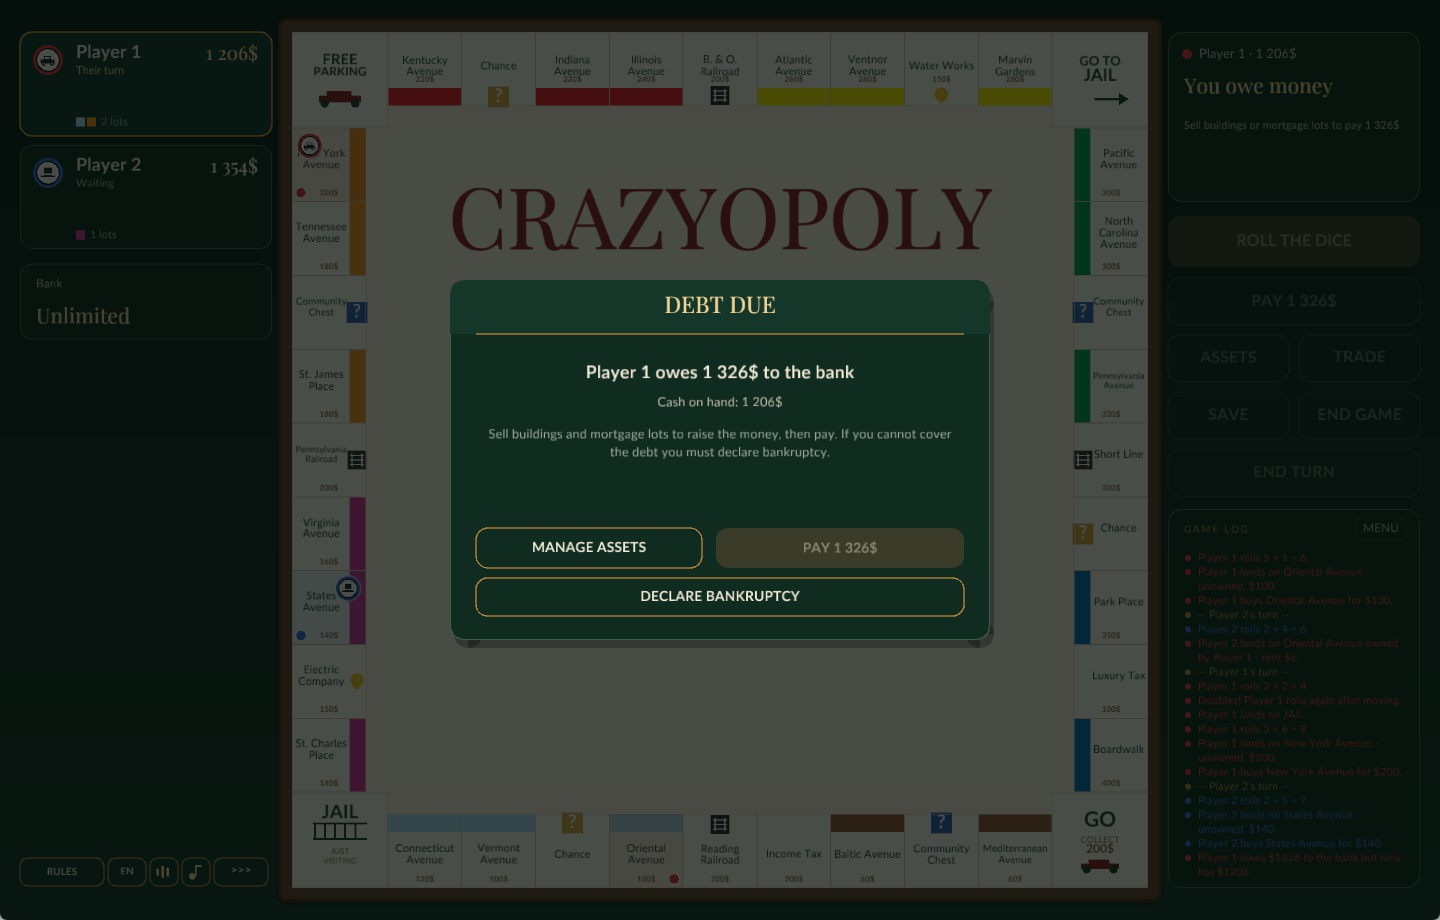 Player 1
1 206$
Their turn
2 lots
Player 2
1 354$
Waiting
1 lots
Bank
Unlimited
RULES
EN
>>>
FREE
PARKING
Kentucky
Avenue
220$
Chance
?
Indiana
Avenue
220$
Illinois
Avenue
240$
B. & O.
Railroad
200$
Atlantic
Avenue
260$
Ventnor
Avenue
260$
Water Works
150$
Marvin
Gardens
280$
GO TO
JAIL
York
Avenue
200$
Tennessee
Avenue
180$
Community
Chest
?
St. James
Place
180$
Pennsylvania
Railroad
200$
Virginia
Avenue
160$
States
Avenue
140$
Electric
Company
150$
St. Charles
Place
140$
JAIL
JUST
VISITING
Connecticut
Avenue
120$
Vermont
Avenue
100$
?
Chance
Oriental
Avenue
100$
Reading
Railroad
200$
Income Tax
200$
Baltic Avenue
60$
?
Community
Chest
Mediterranean
Avenue
60$
GO
COLLECT
200$
Pacific
Avenue
300$
North
Carolina
Avenue
300$
?
Community
Chest
Pennsylvania
Avenue
320$
Short Line
200$
?
Chance
Park Place
350$
Luxury Tax
100$
Boardwalk
400$
CRAZYOPOLY
DEBT DUE
Player 1 owes 1 326$ to the bank
Cash on hand: 1 206$
Sell buildings and mortgage lots to raise the money, then pay. If you cannot cover
the debt you must declare bankruptcy.
MANAGE ASSETS
PAY 1 326$
DECLARE BANKRUPTCY
Player 1 · 1 206$
You owe money
Sell buildings or mortgage lots to pay 1 326$.
ROLL THE DICE
PAY 1 326$
ASSETS
TRADE
SAVE
END GAME
END TURN
GAME LOG
MENU
Player 1 rolls 5 + 1 = 6
Player 1 lands on Oriental Avenue -
unowned, $100.
Player 1 buys Oriental Avenue for $100.
-- Player 2's turn --
Player 2 rolls 2 + 4 = 6
Player 2 lands on Oriental Avenue owned
by Player 1 - rent $6.
-- Player 1's turn --
Player 1 rolls 2 + 2 = 4
Doubles! Player 1 rolls again after moving.
Player 1 lands on JAIL.
Player 1 rolls 3 + 6 = 9
Player 1 lands on New York Avenue -
unowned, $200.
Player 1 buys New York Avenue for $200.
-- Player 2's turn --
Player 2 rolls 2 + 5 = 7
Player 2 lands on States Avenue -
unowned, $140.
Player 2 buys States Avenue for $140.
Player 1 owes $1326 to the bank but only
has $1206.